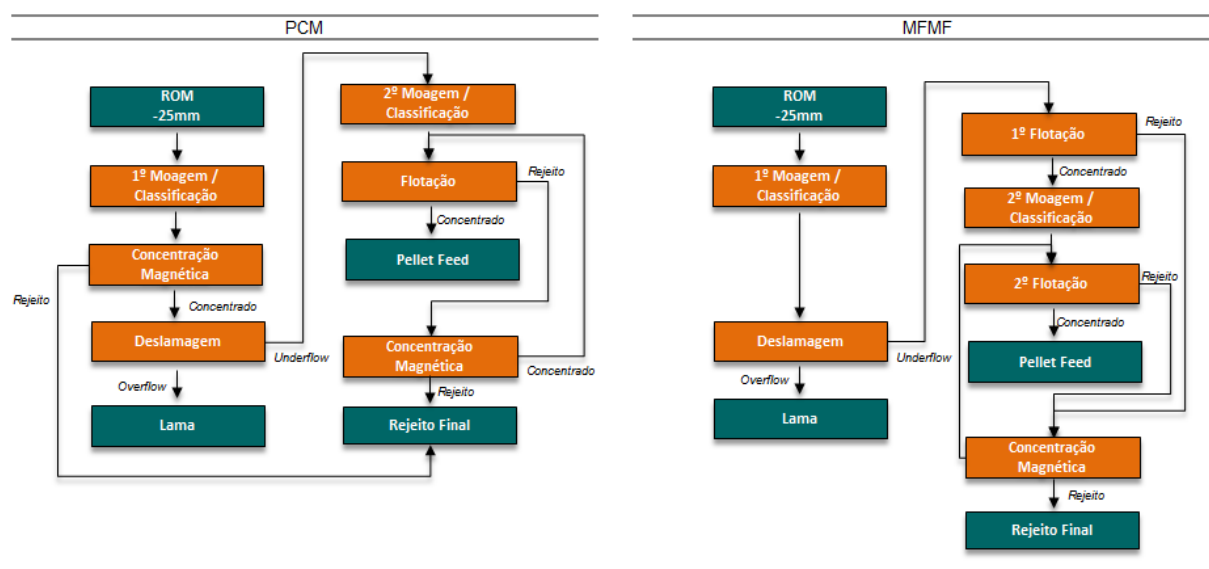 PCM
ROM
-25mm
1º Moagem /
Classificação
Concentração
Magnética
Rejeito
Concentrado
Deslamagem
Underflow
Overflow
Lama
2º Moagem /
Classificação
Flotação
Rejeito
Concentrado
Pellet Feed
Concentração
Magnética
Concentrado
Rejeito
Rejeito Final
MFMF
ROM
-25mm
1º Moagem /
Classificação
Deslamagem
Underflow
Overflow
Lama
1º Flotação
Rejeito
Concentrado
2º Moagem /
Classificação
2º Flotação
Rejeito
Concentrado
Pellet Feed
Concentração
Magnética
Rejeito
Rejeito Final